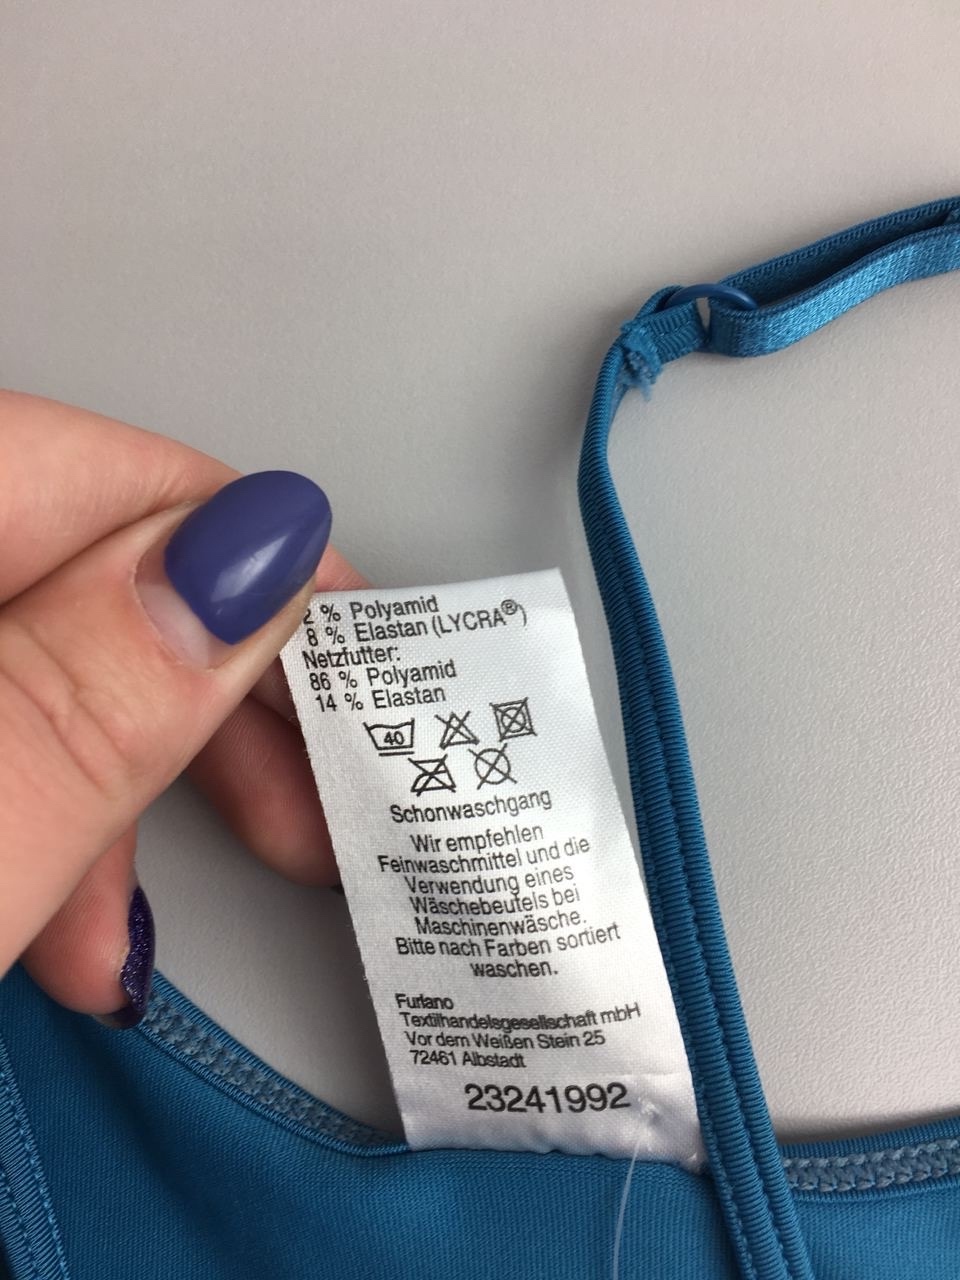 2 % Polyamid
8 % Elastan (LYCRA®)
Netzfutter:
86 % Polyamid
14 % Elastan
40
Schonwaschgang
Wir empfehlen
Feinwaschmittel und die
Verwendung eines
Wäschebeutels bei
Maschinenwäsche.
Bitte nach Farben sortiert
waschen.
Furlano
Textilhandelsgesellschaft mbH
Vor dem Weißen Stein 25
72461 Albstadt
23241992